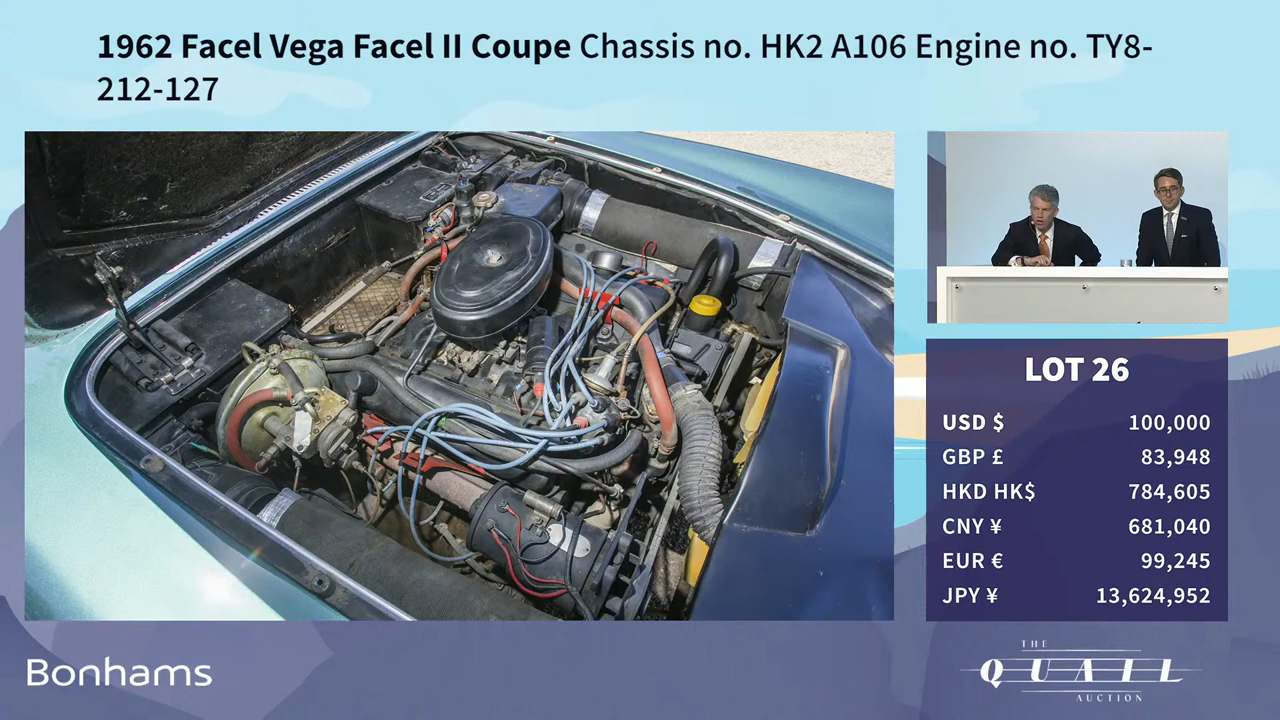 1962 Facel Vega Facel II Coupe Chassis no. HK2 A106 Engine no. TY8-
212-127
LOT 26
USD $ 100,000
GBP £ 83,948
HKD HK$ 784,605
CNY ¥ 681,040
EUR € 99,245
JPY ¥ 13,624,952
Bonhams
THE
QUAIL
AUCTION